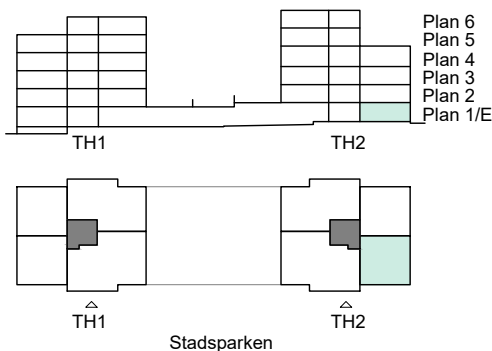 Plan 6
Plan 5
Plan 4
Plan 3
Plan 2
Plan 1/E
TH1 TH2
TH1 TH2
Stadsparken